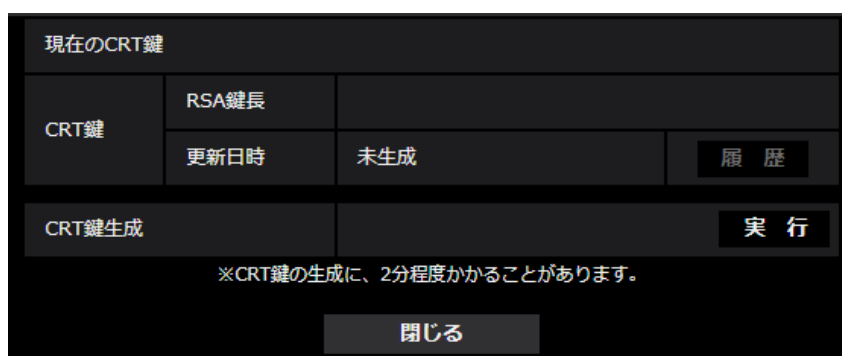 現在のCRT鍵
CRT鍵
RSA鍵長
更新日時
未生成
履 歴
CRT鍵生成
実 行
※CRT鍵の生成に、2分程度かかることがあります。
閉じる